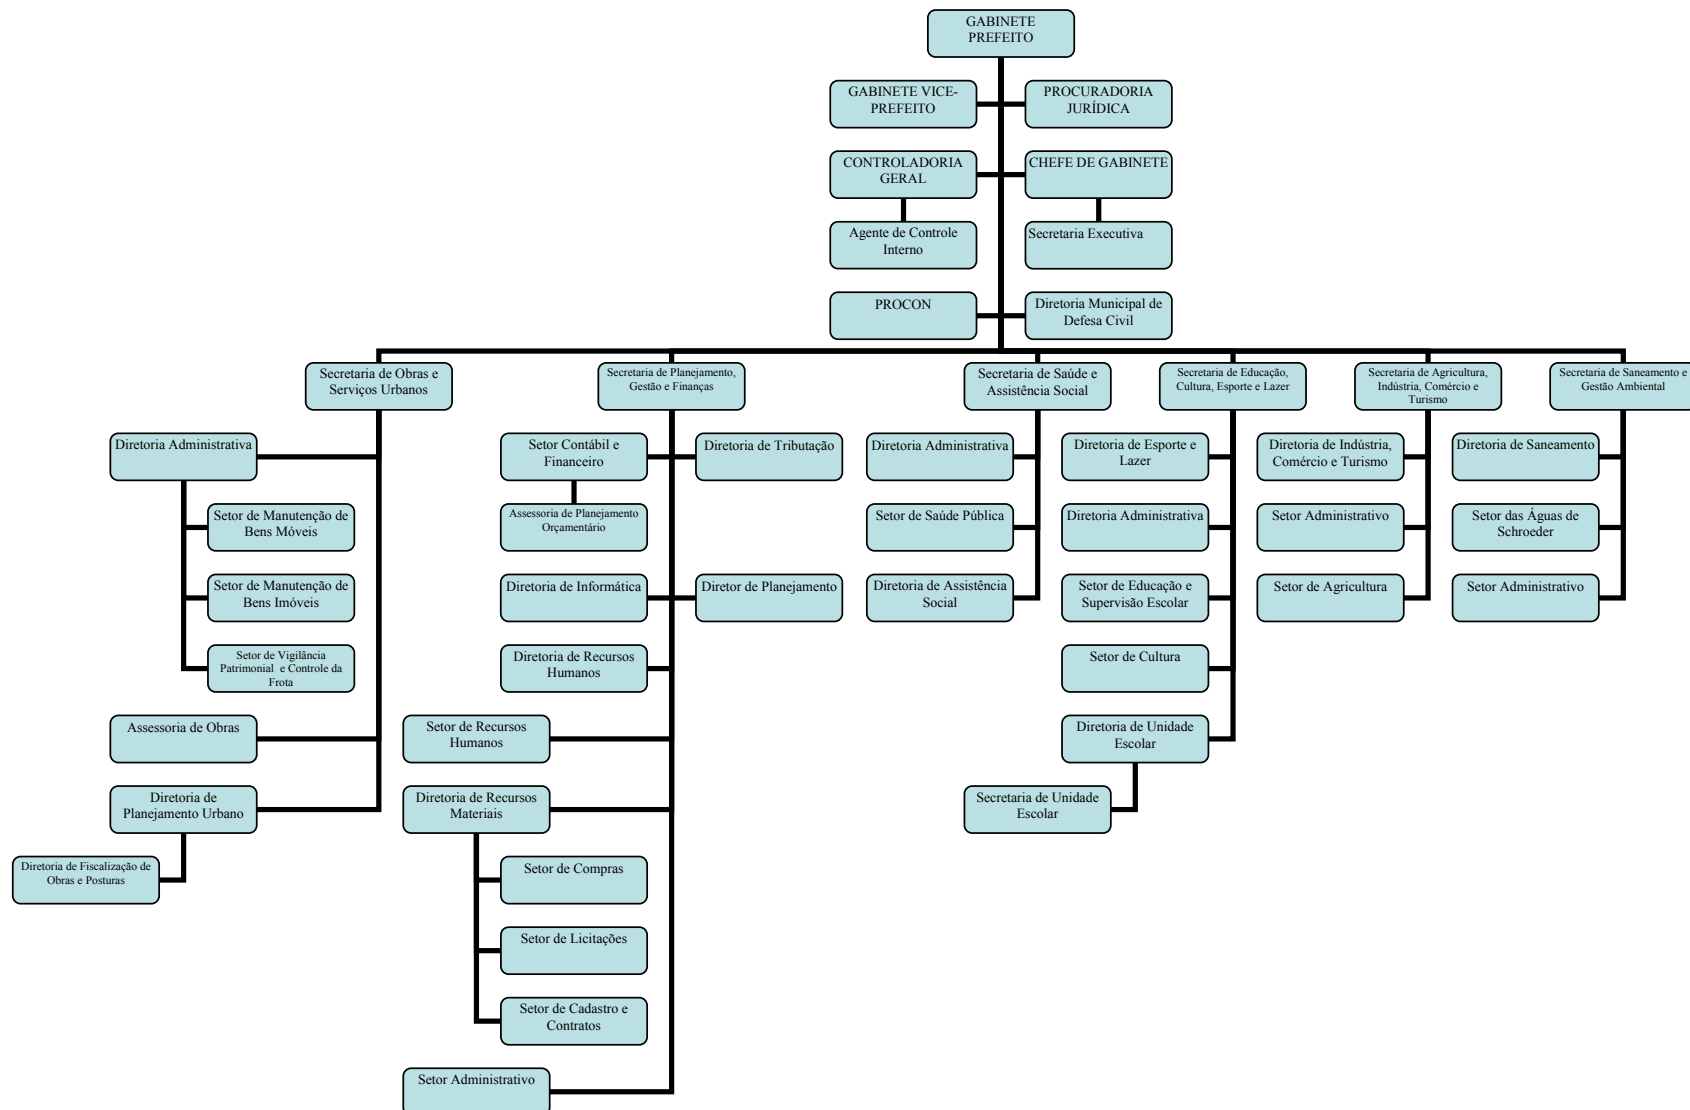 GABINETE
PREFEITO
GABINETE VICE-
PREFEITO
PROCURADORIA
JURÍDICA
CONTROLADORIA
GERAL
CHEFE DE GABINETE
Agente de Controle
Interno
Secretaria Executiva
PROCON
Diretoria Municipal de
Defesa Civil
Secretaria de Obras e
Serviços Urbanos
Secretaria de Planejamento,
Gestão e Finanças
Secretaria de Saúde e
Assistência Social
Secretaria de Educação,
Cultura, Esporte e Lazer
Secretaria de Agricultura,
Indústria, Comércio e
Turismo
Secretaria de Saneamento e
Gestão Ambiental
Diretoria Administrativa
Setor Contábil e
Financeiro
Diretoria de Tributação
Diretoria Administrativa
Diretoria de Esporte e
Lazer
Diretoria de Indústria,
Comércio e Turismo
Diretoria de Saneamento
Setor de Manutenção de
Bens Móveis
Assessoria de Planejamento
Orçamentário
Setor de Saúde Pública
Diretoria Administrativa
Setor Administrativo
Setor das Águas de
Schroeder
Setor de Manutenção de
Bens Imóveis
Diretoria de Informática
Diretor de Planejamento
Diretoria de Assistência
Social
Setor de Educação e
Supervisão Escolar
Setor de Agricultura
Setor Administrativo
Setor de Vigilância
Patrimonial e Controle da
Frota
Diretoria de Recursos
Humanos
Setor de Cultura
Assessoria de Obras
Setor de Recursos
Humanos
Diretoria de Unidade
Escolar
Diretoria de
Planejamento Urbano
Diretoria de Recursos
Materiais
Secretaria de Unidade
Escolar
Diretoria de Fiscalização de
Obras e Posturas
Setor de Compras
Setor de Licitações
Setor de Cadastro e
Contratos
Setor Administrativo